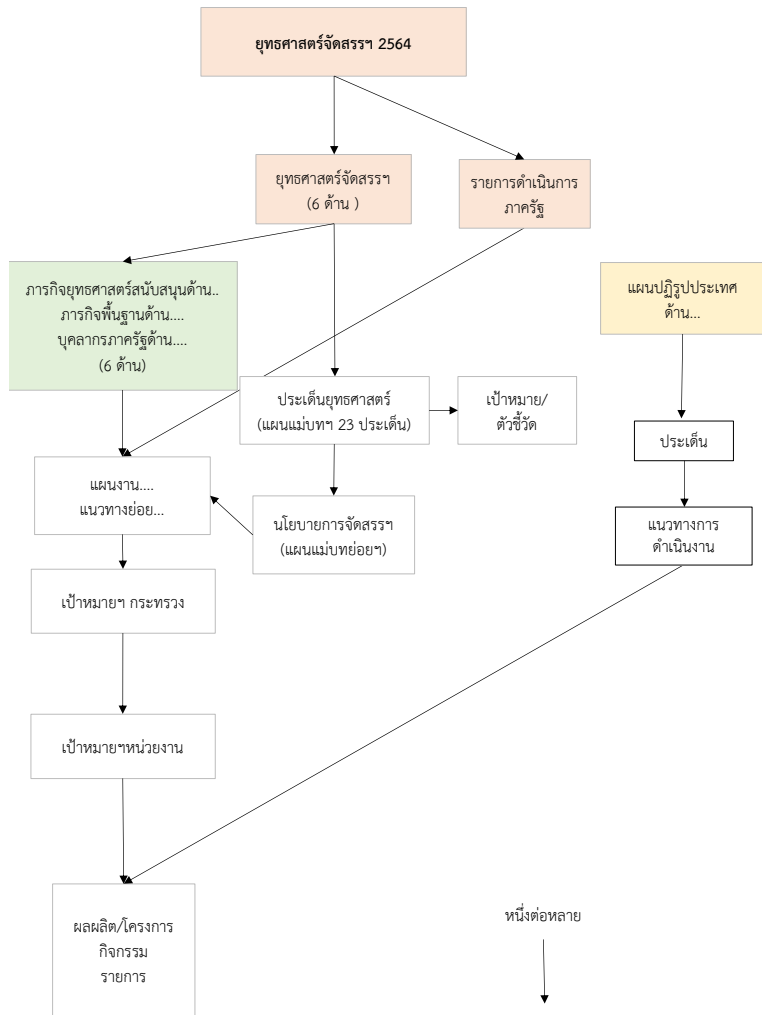 ยุทธศาสตร์จัดสรรฯ 2564
ยุทธศาสตร์จัดสรรฯ
(6 ด้าน )
รายการดำเนินการ
ภาครัฐ
ภารกิจยุทธศาสตร์สนับสนุนด้าน..
ภารกิจพื้นฐานด้าน....
บุคลากรภาครัฐด้าน....
(6 ด้าน)
แผนปฏิรูปประเทศ
ด้าน...
ประเด็นยุทธศาสตร์
(แผนแม่บทฯ 23 ประเด็น)
เป้าหมาย/
ตัวชี้วัด
ประเด็น
แผนงาน....
แนวทางย่อย...
นโยบายการจัดสรรฯ
(แผนแม่บทย่อยฯ)
แนวทางการ
ดำเนินงาน
เป้าหมายฯ กระทรวง
เป้าหมายฯหน่วยงาน
ผลผลิต/โครงการ
กิจกรรม
รายการ
หนึ่งต่อหลาย